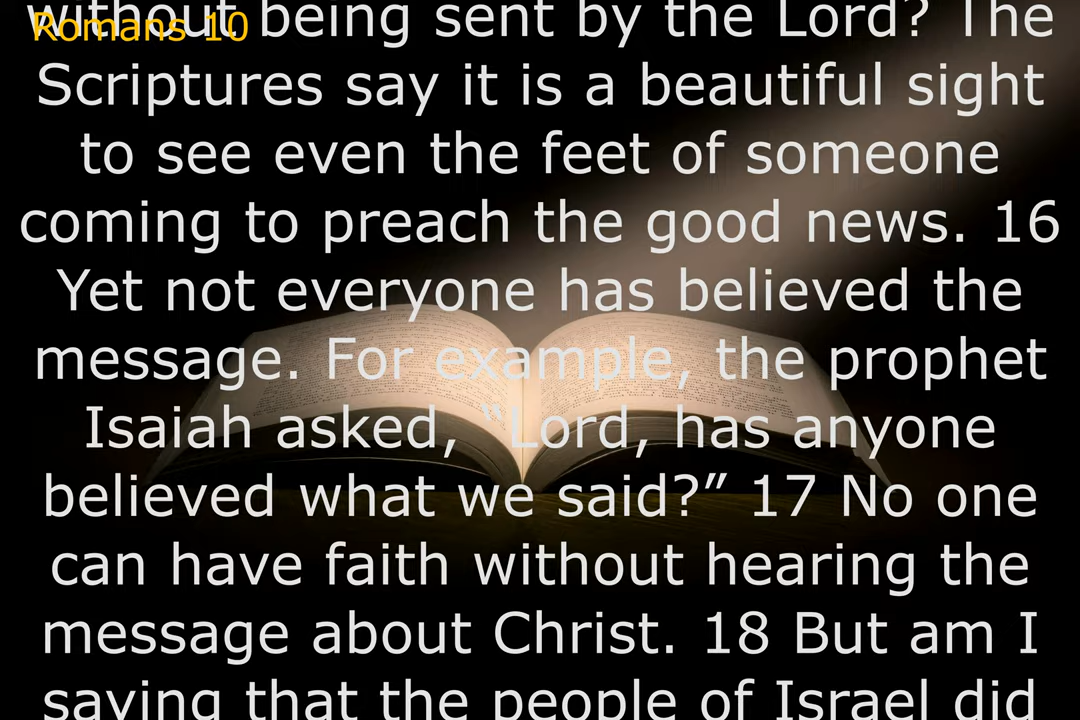 Romans 10
without being sent by the Lord? The
Scriptures say it is a beautiful sight
to see even the feet of someone
coming to preach the good news. 16
Yet not everyone has believed the
message. For example, the prophet
Isaiah asked, “Lord, has anyone
believed what we said?” 17 No one
can have faith without hearing the
message about Christ. 18 But am I
saying that the people of Israel did